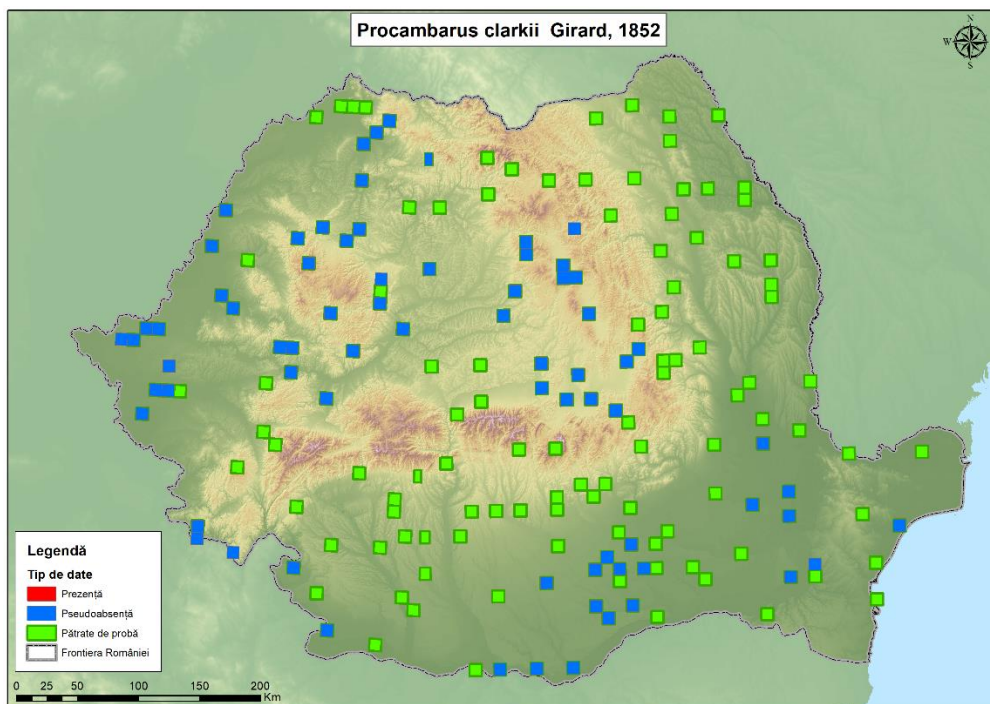 Procambarus clarkii Girard, 1852
N
W
S
Legendă
Tip de date
Prezență
Pseudoabsență
Pătrate de probă
Frontiera României
0 25 50 100 150 200
Km